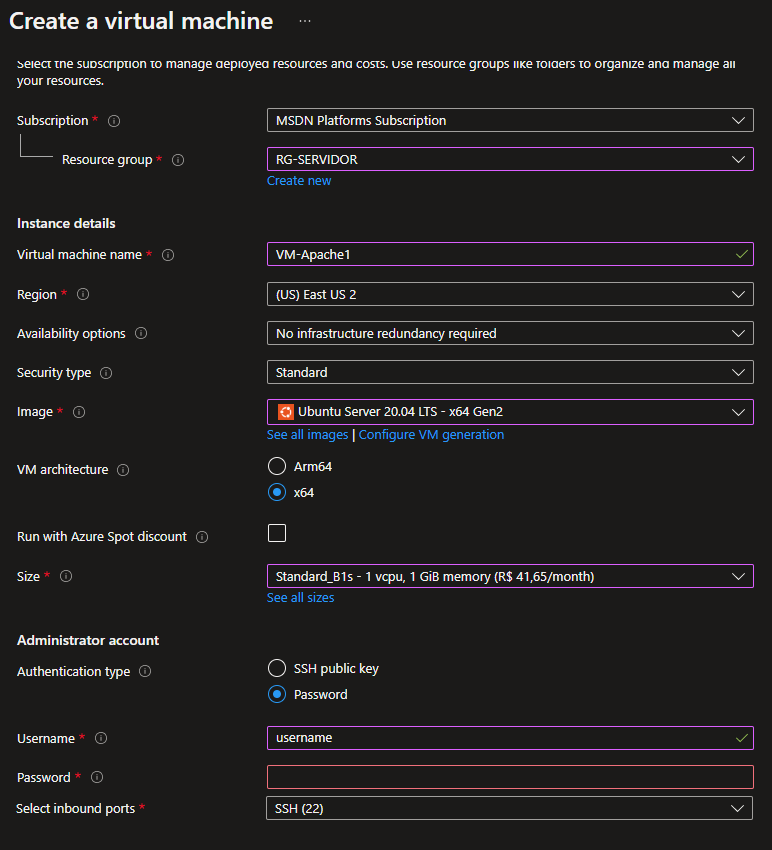 Create a virtual machine ...
Select the subscription to manage deployed resources and costs. Use resource groups like folders to organize and manage all
your resources.
Subscription *
MSDN Platforms Subscription
Resource group *
RG-SERVIDOR
Create new
Instance details
Virtual machine name *
VM-Apache1
Region *
(US) East US 2
Availability options
No infrastructure redundancy required
Security type
Standard
Image *
Ubuntu Server 20.04 LTS - x64 Gen2
See all images | Configure VM generation
VM architecture
Arm64
x64
Run with Azure Spot discount
Size *
Standard_B1s - 1 vcpu, 1 GiB memory (R$ 41,65/month)
See all sizes
Administrator account
Authentication type
SSH public key
Password
Username *
username
Password *
Select inbound ports *
SSH (22)